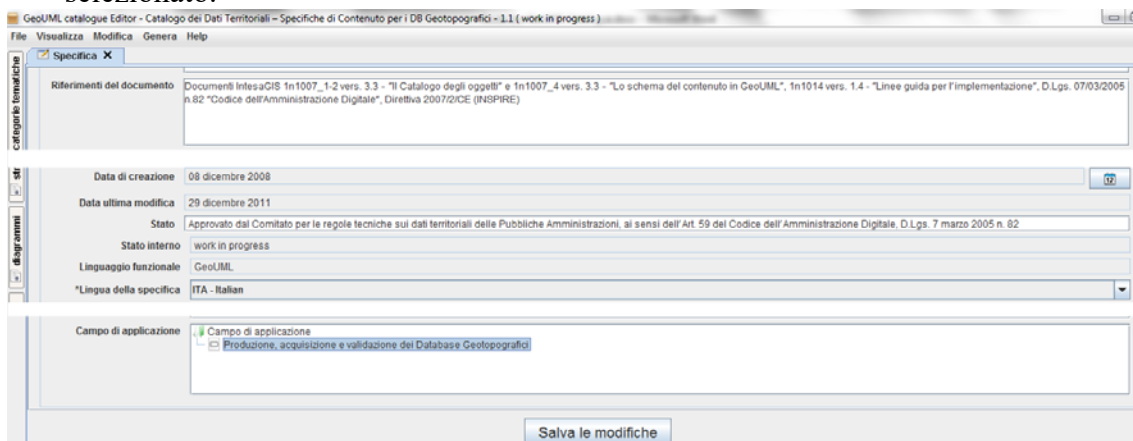 selezionato.
GeoUML catalogue Editor - Catalogo dei Dati Territoriali – Specifiche di Contenuto per i DB Geotopografici - 1.1 ( work in progress )
File Visualizza Modifica Genera Help
Specifica X
categorie tematiche
Riferimenti del documento
Documenti IntesaGIS 1n1007_1-2 vers. 3.3 - "Il Catalogo degli oggetti" e 1n1007_4 vers. 3.3 - "Lo schema del contenuto in GeoUML", 1n1014 vers. 1.4 - "Linee guida per l'implementazione", D.Lgs. 07/03/2005
n.82 "Codice dell'Amministrazione Digitale", Direttiva 2007/2/CE (INSPIRE)
str
Data di creazione 08 dicembre 2008
12
Data ultima modifica 29 dicembre 2011
diagrammi
Stato Approvato dal Comitato per le regole tecniche sui dati territoriali delle Pubbliche Amministrazioni, ai sensi dell'Art. 59 del Codice dell'Amministrazione Digitale, D.Lgs. 7 marzo 2005 n. 82
Stato interno work in progress
Linguaggio funzionale GeoUML
*Lingua della specifica ITA - Italian
Campo di applicazione Campo di applicazione
Produzione, acquisizione e validazione dei Database Geotopografici
Salva le modifiche